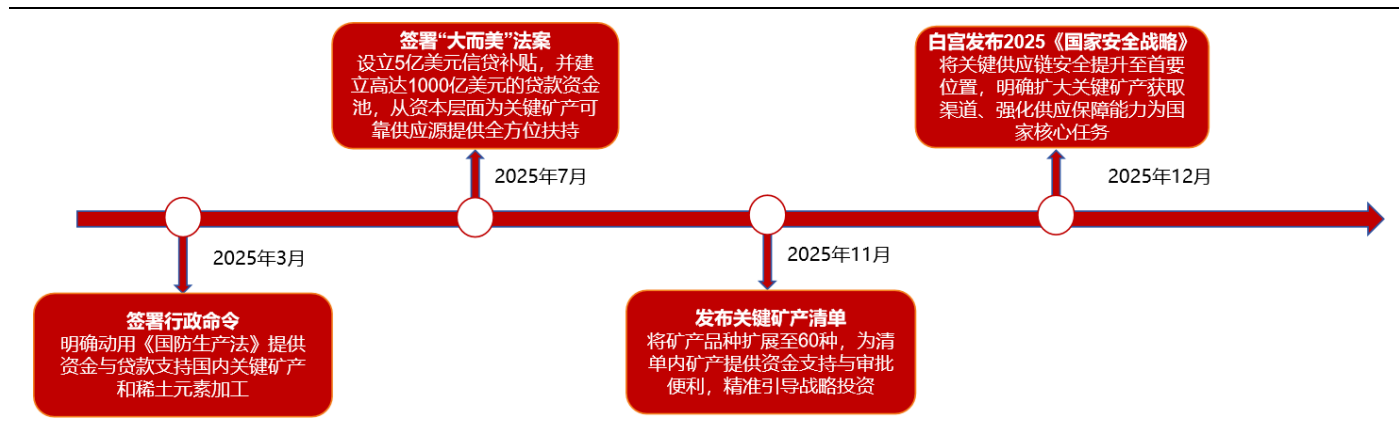 签署“大而美”法案
设立5亿美元信贷补贴，并建
立高达1000亿美元的贷款资金
池，从资本层面为关键矿产可
靠供应源提供全方位扶持
2025年7月
白宫发布2025《国家安全战略》
将关键供应链安全提升至首要
位置，明确扩大关键矿产获取
渠道、强化供应保障能力为国
家核心任务
2025年12月
2025年3月
签署行政命令
明确动用《国防生产法》提供
资金与贷款支持国内关键矿产
和稀土元素加工
2025年11月
发布关键矿产清单
将矿产品种扩展至60种，为清
单内矿产提供资金支持与审批
便利，精准引导战略投资